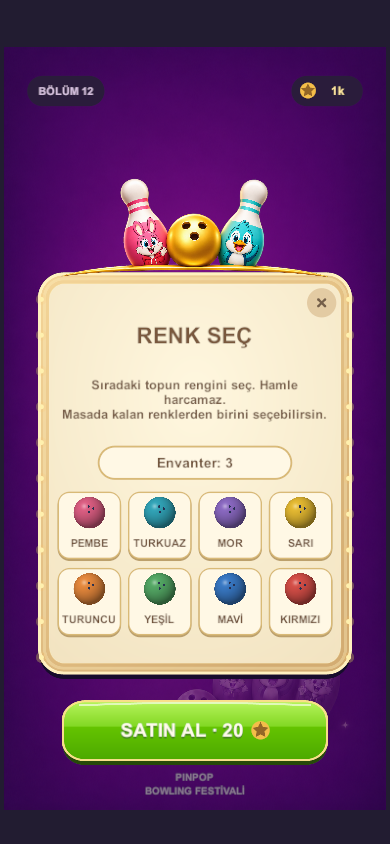 BÖLÜM 12
1k
RENK SEÇ
Sıradaki topun rengini seç. Hamle
harcamaz.
Masada kalan renklerden birini seçebilirsin.
Envanter: 3
PEMBE
TURKUAZ
MOR
SARI
TURUNCU
YEŞİL
MAVİ
KIRMIZI
SATIN AL · 20
PINPOP
BOWLING FESTİVALİ